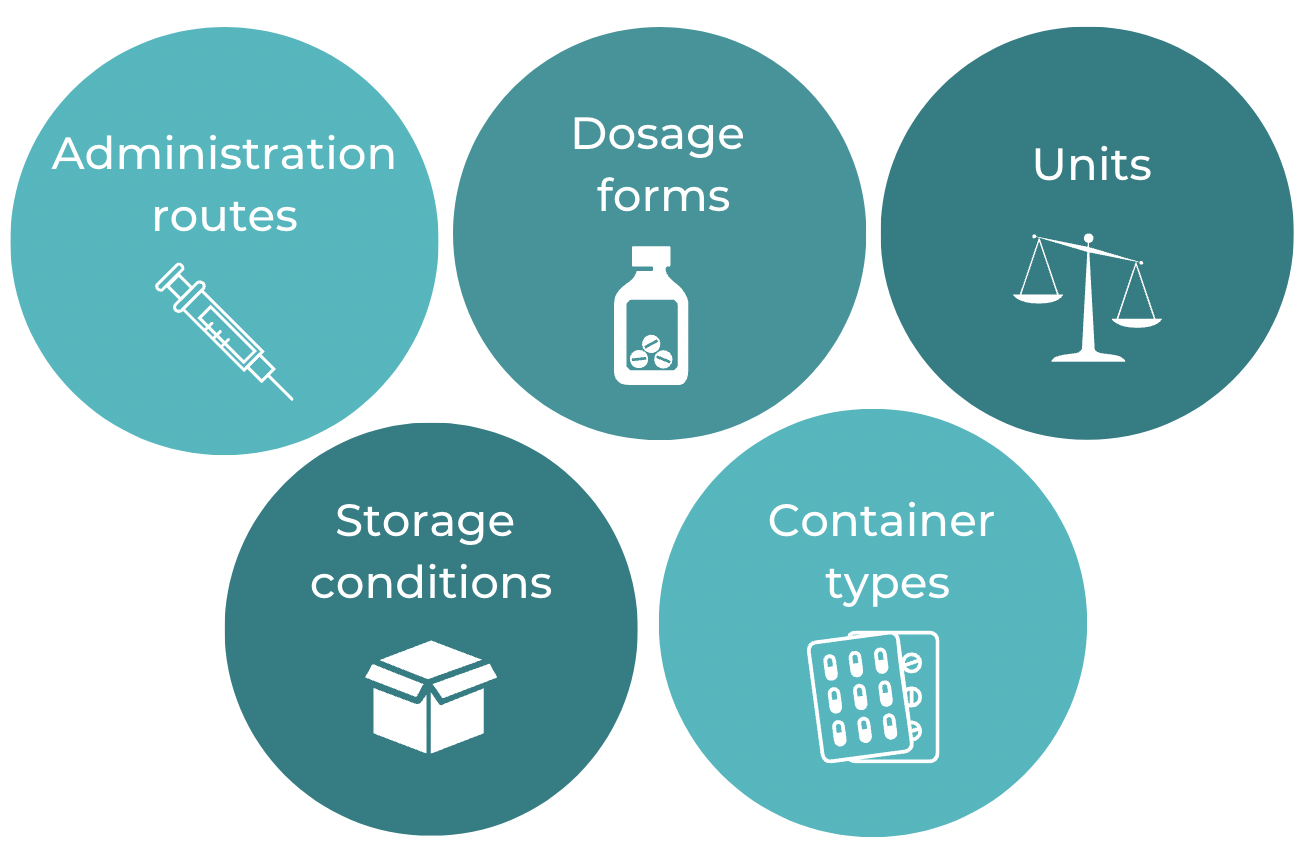 Administration
routes
Dosage
forms
Units
Storage
conditions
Container
types